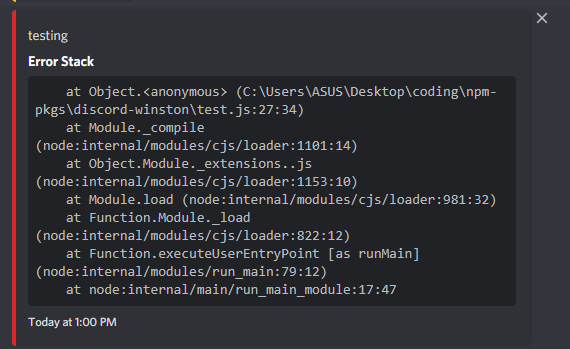 testing
Error Stack
    at Object.<anonymous> (C:\Users\ASUS\Desktop\coding\npm-
pkgs\discord-winston\test.js:27:34)
    at Module._compile
(node:internal/modules/cjs/loader:1101:14)
    at Object.Module._extensions..js
(node:internal/modules/cjs/loader:1153:10)
    at Module.load (node:internal/modules/cjs/loader:981:32)
    at Function.Module._load
(node:internal/modules/cjs/loader:822:12)
    at Function.executeUserEntryPoint [as runMain]
(node:internal/modules/run_main:79:12)
    at node:internal/main/run_main_module:17:47
Today at 1:00 PM